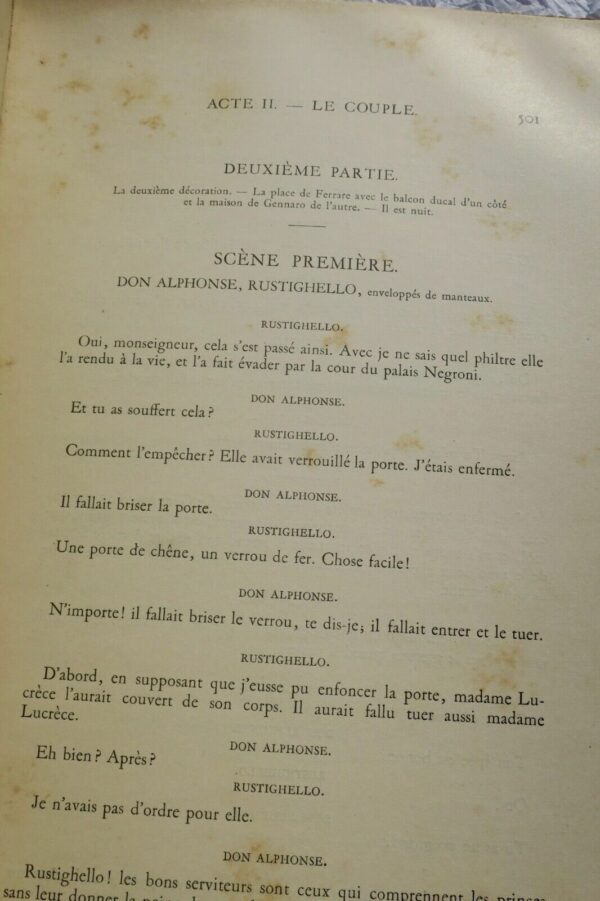 ACTE II. — LE COUPLE.
501
DEUXIÈME PARTIE.
La deuxième décoration. — La place de Ferrare avec le balcon ducal d'un côté
et la maison de Gennaro de l'autre. — Il est nuit.
SCÈNE PREMIÈRE.
DON ALPHONSE, RUSTIGHELLO, enveloppés de manteaux.
RUSTIGHELLO.
Oui, monseigneur, cela s'est passé ainsi. Avec je ne sais quel philtre elle
l'a rendu à la vie, et l'a fait évader par la cour du palais Negroni.
DON ALPHONSE.
Et tu as souffert cela?
RUSTIGHELLO.
Comment l'empêcher? Elle avait verrouillé la porte. J'étais enfermé.
DON ALPHONSE.
Il fallait briser la porte.
RUSTIGHELLO.
Une porte de chêne, un verrou de fer. Chose facile!
DON ALPHONSE.
N'importe! il fallait briser le verrou, te dis-je; il fallait entrer et le tuer.
RUSTIGHELLO.
D'abord, en supposant que j'eusse pu enfoncer la porte, madame Lu-
crèce l'aurait couvert de son corps. Il aurait fallu tuer aussi madame
Lucrèce.
DON ALPHONSE.
Eh bien? Après?
RUSTIGHELLO.
Je n'avais pas d'ordre pour elle.
DON ALPHONSE.
Rustighello! les bons serviteurs sont ceux qui comprennent les princes
sans leur donner la